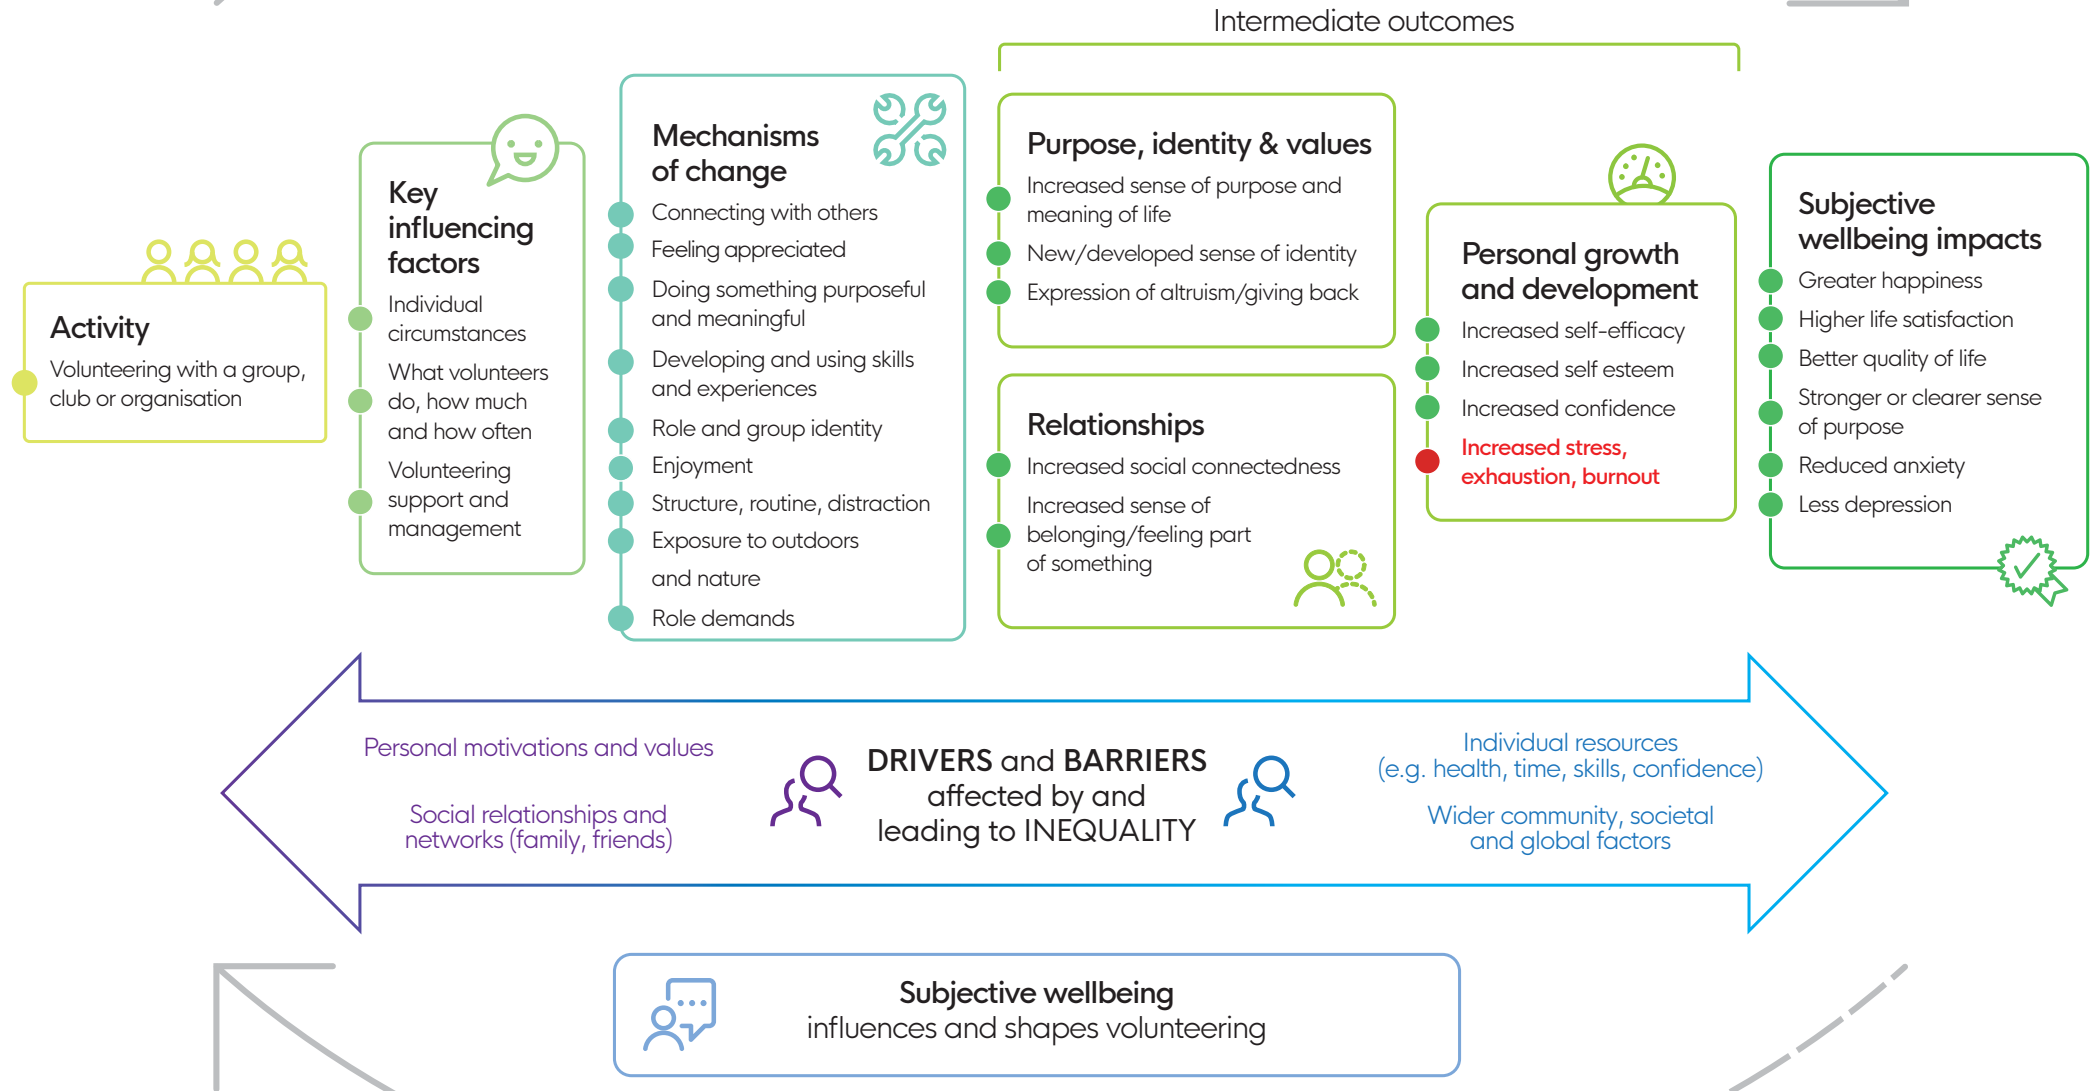 Intermediate outcomes
Activity
Volunteering with a group,
club or organisation
Key
influencing
factors
Individual
circumstances
What volunteers
do, how much
and how often
Volunteering
support and
management
Mechanisms
of change
Connecting with others
Feeling appreciated
Doing something purposeful
and meaningful
Developing and using skills
and experiences
Role and group identity
Enjoyment
Structure, routine, distraction
Exposure to outdoors
and nature
Role demands
Purpose, identity & values
Increased sense of purpose and
meaning of life
New/developed sense of identity
Expression of altruism/giving back
Relationships
Increased social connectedness
Increased sense of
belonging/feeling part
of something
Personal growth
and development
Increased self-efficacy
Increased self esteem
Increased confidence
Increased stress,
exhaustion, burnout
Subjective
wellbeing impacts
Greater happiness
Higher life satisfaction
Better quality of life
Stronger or clearer sense
of purpose
Reduced anxiety
Less depression
Personal motivations and values
Social relationships and
networks (family, friends)
DRIVERS and BARRIERS
affected by and
leading to INEQUALITY
Individual resources
(e.g. health, time, skills, confidence)
Wider community, societal
and global factors
Subjective wellbeing
influences and shapes volunteering